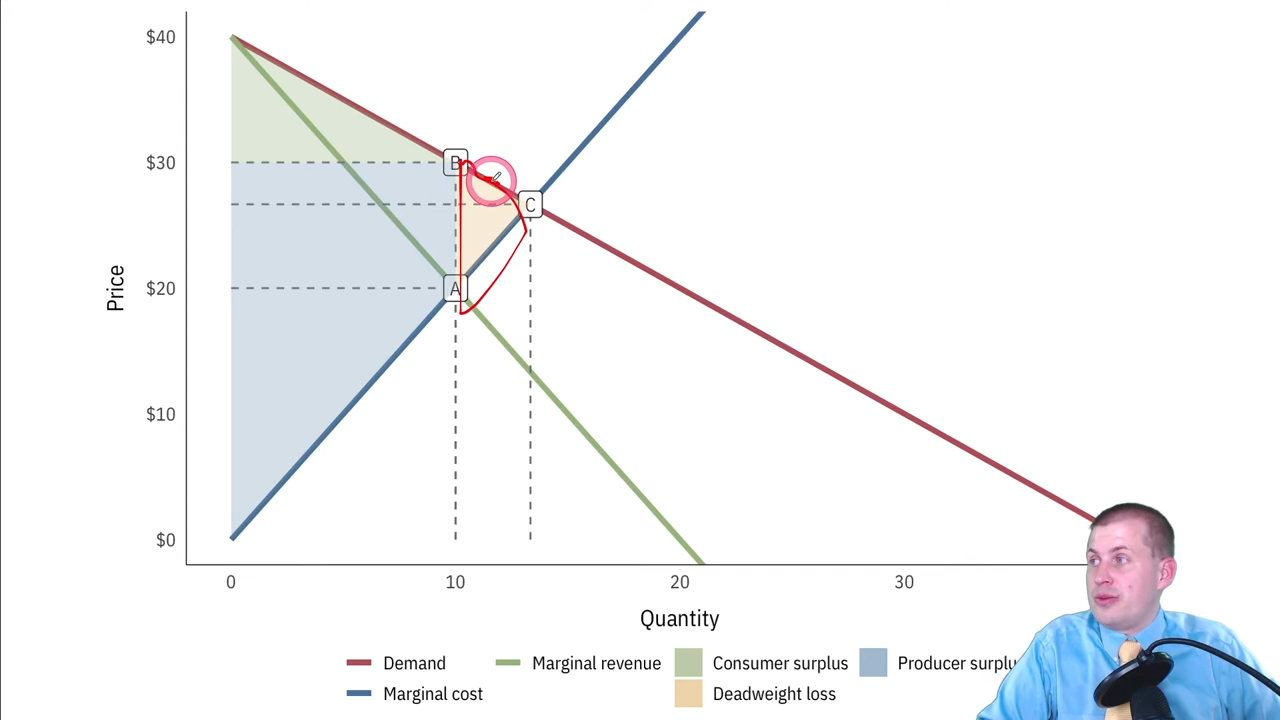 $40
$30
$20
$10
$0
Price
B
C
A
0 10 20 30
Quantity
Demand Marginal revenue Consumer surplus Producer surplu
Marginal cost Deadweight loss